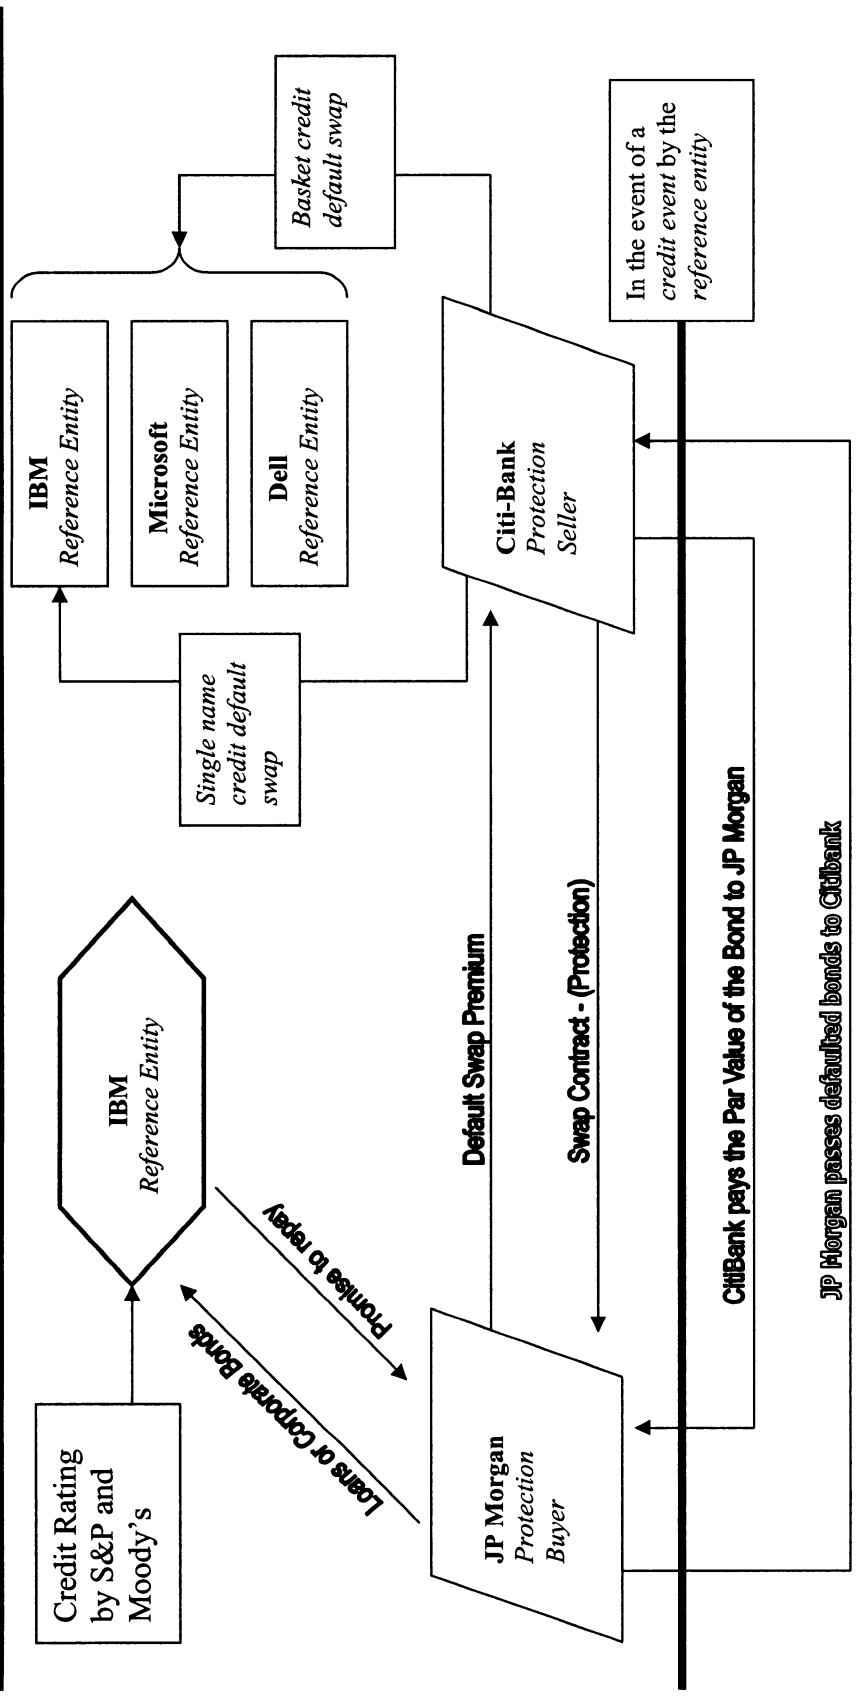 Credit Rating
by S&P and
Moody's
IBM
Reference Entity
Single name
credit default
swap
IBM
Reference Entity
Microsoft
Reference Entity
Dell
Reference Entity
Basket credit
default swap
Loans or Corporate Bonds
Promise to repay
JP Morgan
Protection
Buyer
Default Swap Premium
Swap Contract - (Protection)
Citi-Bank
Protection
Seller
In the event of a
credit event by the
reference entity
CitiBank pays the Par Value of the Bond to JP Morgan
JP Morgan passes defaulted bonds to Citibank